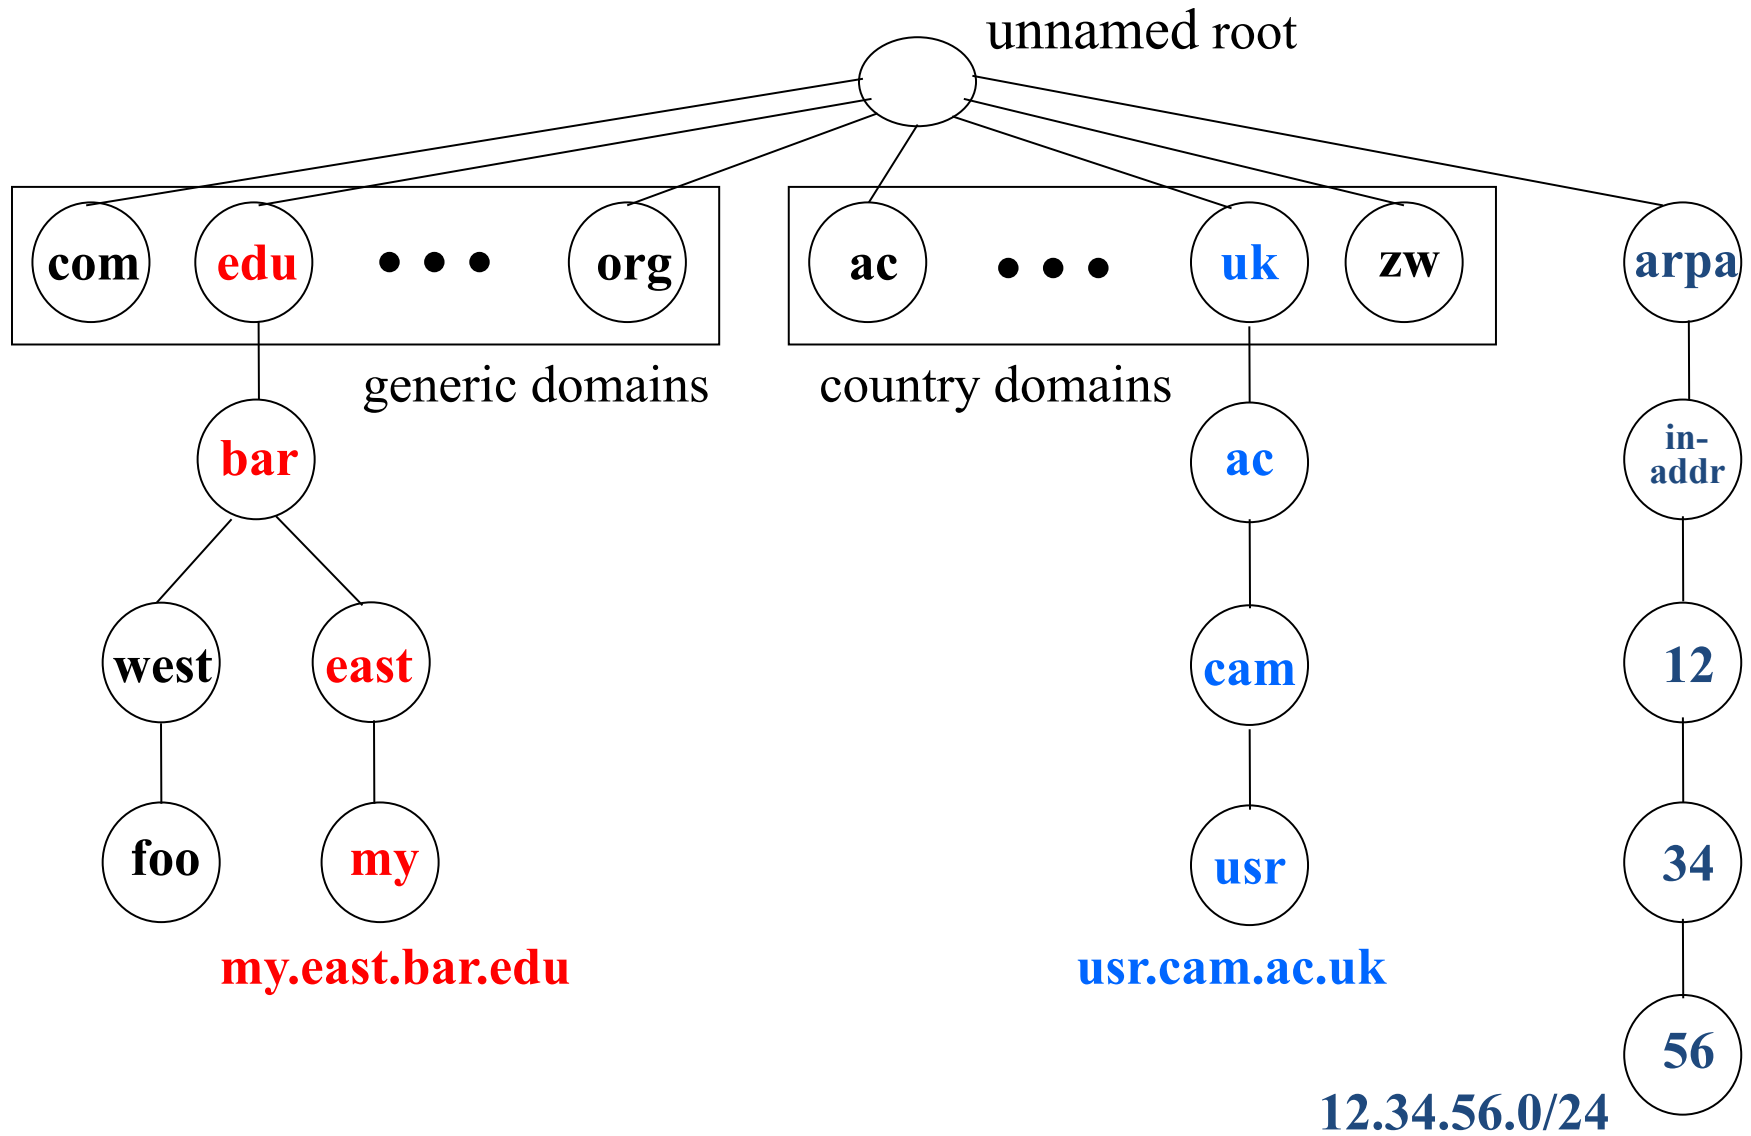 unnamed root
com
edu
org
ac
uk
zw
arpa
generic domains
country domains
bar
ac
in-
addr
west
east
cam
12
foo
my
usr
34
my.east.bar.edu
usr.cam.ac.uk
56
12.34.56.0/24